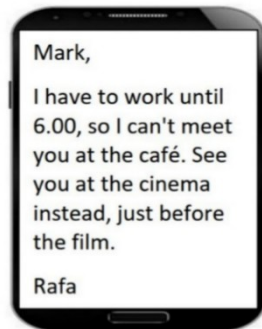 Mark,
I have to work until
6.00, so I can't meet
you at the café. See
you at the cinema
instead, just before
the film.
Rafa